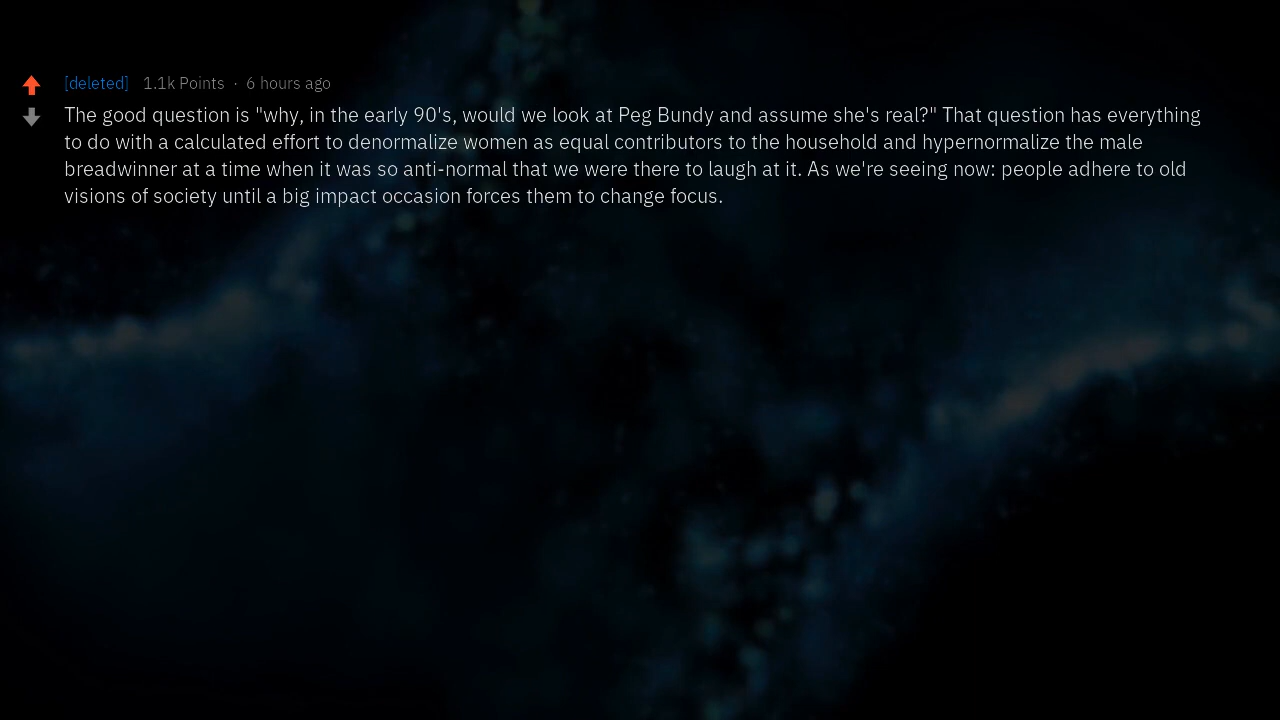 [deleted] 1.1k Points · 6 hours ago
The good question is "why, in the early 90's, would we look at Peg Bundy and assume she's real?" That question has everything
to do with a calculated effort to denormalize women as equal contributors to the household and hypernormalize the male
breadwinner at a time when it was so anti-normal that we were there to laugh at it. As we're seeing now: people adhere to old
visions of society until a big impact occasion forces them to change focus.